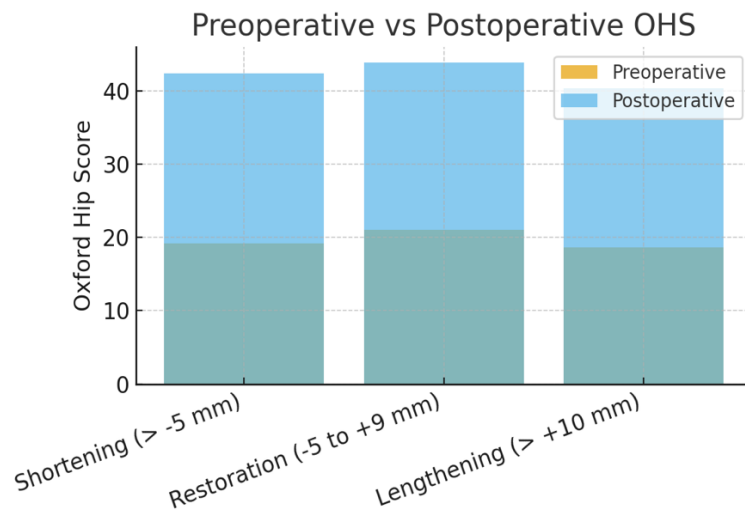 Preoperative vs Postoperative OHS
Preoperative
Postoperative
Oxford Hip Score
40
30
20
10
0
Shortening (> -5 mm)
Restoration (-5 to +9 mm)
Lengthening (> +10 mm)